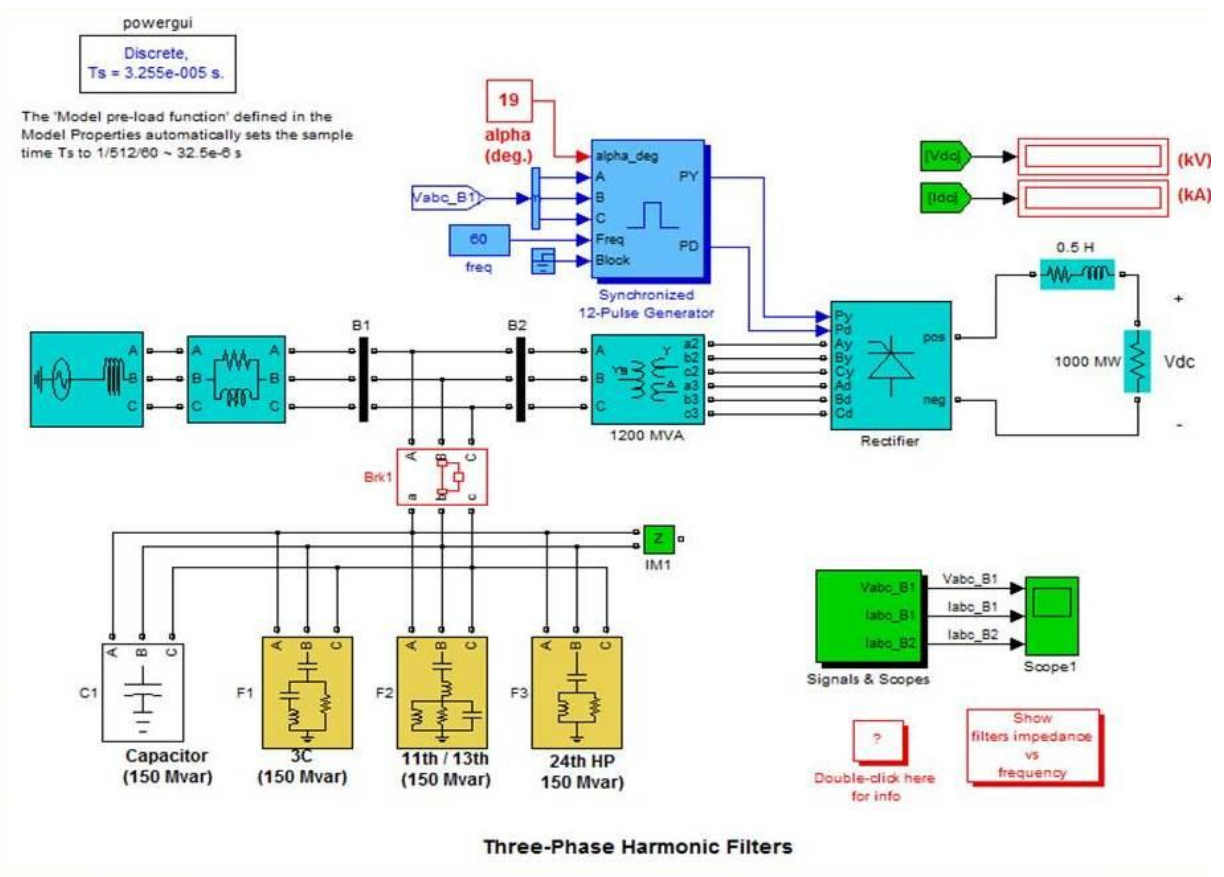 powergui
Discrete,
Ts = 3.255e-005 s.
The 'Model pre-load function' defined in the
Model Properties automatically sets the sample
time Ts to 1/512/60 ~ 32.5e-6 s
19
alpha
(deg.)
Vabc_B1
60
freq
alpha_deg
A
B
C
Freq
Block
PY
PD
Synchronized
12-Pulse Generator
[Vdc]
(kV)
[Idc]
(kA)
0.5 H
+
1000 MW
Vdc
-
A
B
C
A
B
C
A
B
C
B1
B2
A
B
C
Y
Yg
Δ
a2
b2
c2
a3
b3
c3
1200 MVA
Py
Pd
Ay
By
Cy
Ad
Bd
Cd
pos
neg
Rectifier
Brk1
A B C
a b c
Z
IM1
A B C
C1
Capacitor
(150 Mvar)
A B C
F1
3C
(150 Mvar)
A B C
F2
11th / 13th
(150 Mvar)
A B C
F3
24th HP
150 Mvar)
Vabc_B1
Iabc_B1
Iabc_B2
Vabc_B1
Iabc_B1
Iabc_B2
Signals & Scopes
Scope1
?
Double-click here
for info
Show
filters impedance
vs
frequency
Three-Phase Harmonic Filters